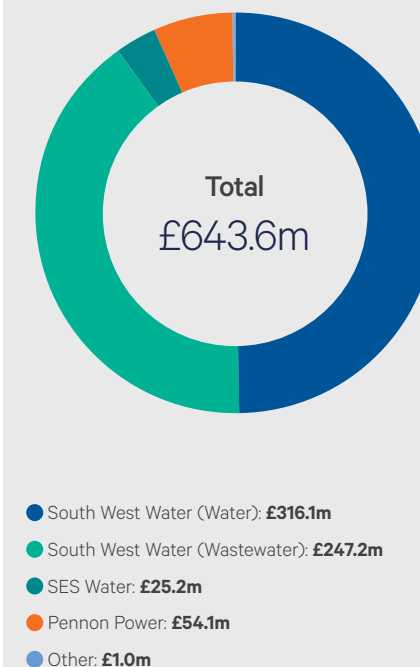 Total
£643.6m
South West Water (Water): £316.1m
South West Water (Wastewater): £247.2m
SES Water: £25.2m
Pennon Power: £54.1m
Other: £1.0m